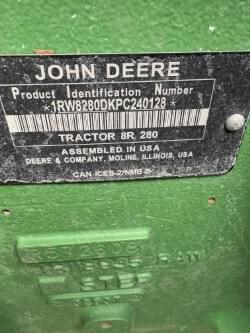 JOHN DEERE
Product Identification Number
*1RW8280DKPC240128*
TRACTOR 8R 280
ASSEMBLED IN USA
DEERE & COMPANY, MOLINE, ILLINOIS, USA
CAN ICES-2/NMB-2
STEP